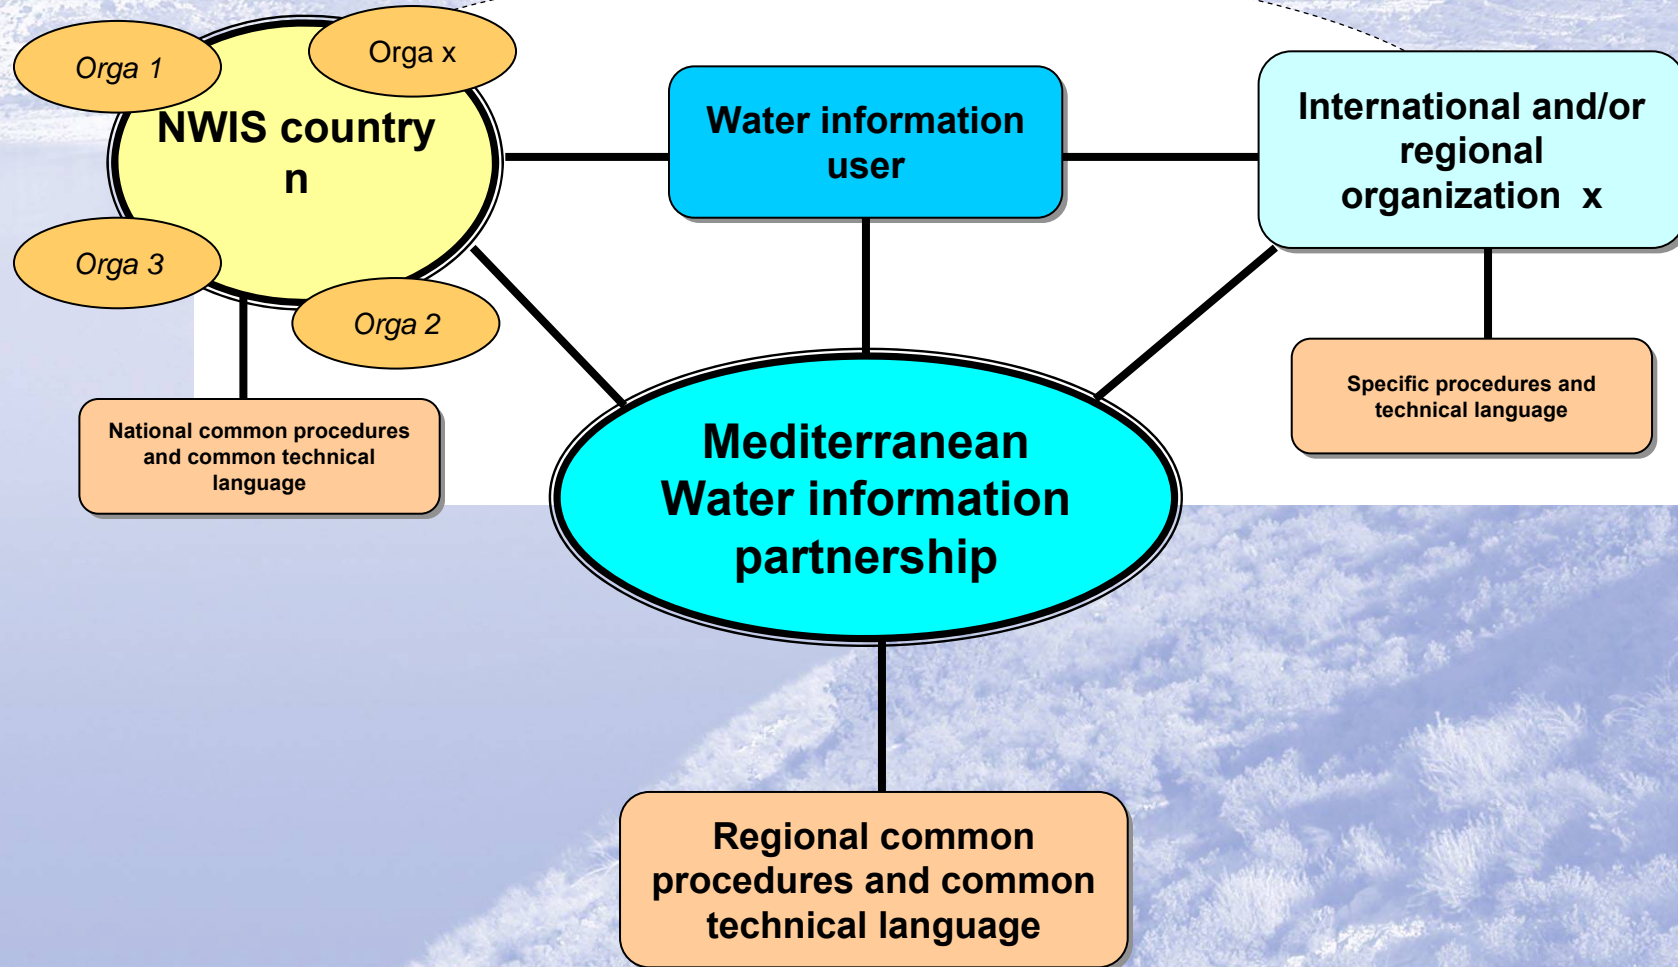 Orga 1
Orga x
NWIS country
n
Orga 3
Orga 2
Water information
user
International and/or
regional
organization x
National common procedures
and common technical
language
Specific procedures and
technical language
Mediterranean
Water information
partnership
Regional common
procedures and common
technical language